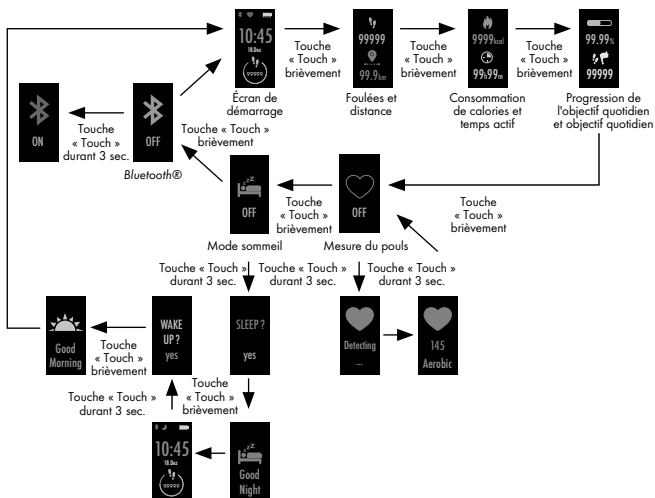 10:45
18.Dez
99999
99999
99.9km
9999kcal
99h99m
99.99%
99999
Touche
« Touch »
brièvement
Touche
« Touch »
brièvement
Touche
« Touch »
brièvement
Écran de
démarrage
Foulées et
distance
Consommation
de calories et
temps actif
Progression de
l'objectif quotidien
et objectif quotidien
ON
Touche
« Touch »
durant 3 sec.
OFF
Bluetooth®
Touche « Touch »
brièvement
OFF
Mode sommeil
Touche
« Touch »
brièvement
OFF
Mesure du pouls
Touche
« Touch »
brièvement
Touche « Touch »
durant 3 sec.
Touche « Touch »
durant 3 sec.
Touche « Touch »
durant 3 sec.
Good
Morning
Touche
« Touch »
brièvement
WAKE
UP?
yes
SLEEP?
yes
Detecting
...
145
Aerobic
Touche « Touch »
durant 3 sec.
Touche
« Touch »
brièvement
10:45
18.Dez
99999
Good
Night